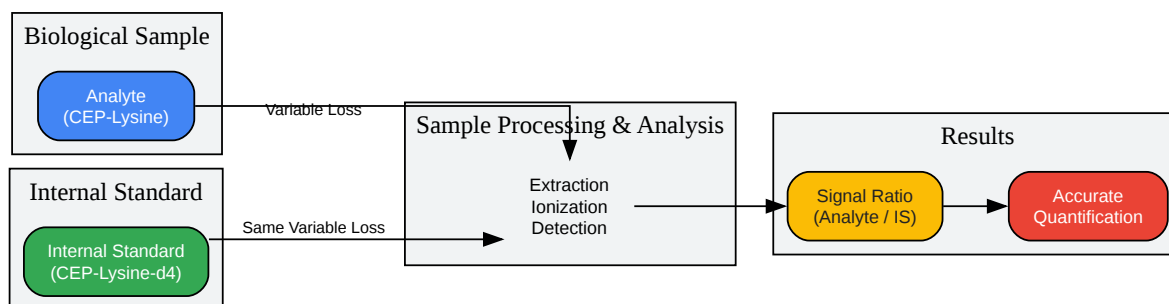 Biological Sample
Analyte
(CEP-Lysine)
Variable Loss
Internal Standard
Internal Standard
(CEP-Lysine-d4)
Same Variable Loss
Sample Processing & Analysis
Extraction
Ionization
Detection
Results
Signal Ratio
(Analyte / IS)
Accurate
Quantification